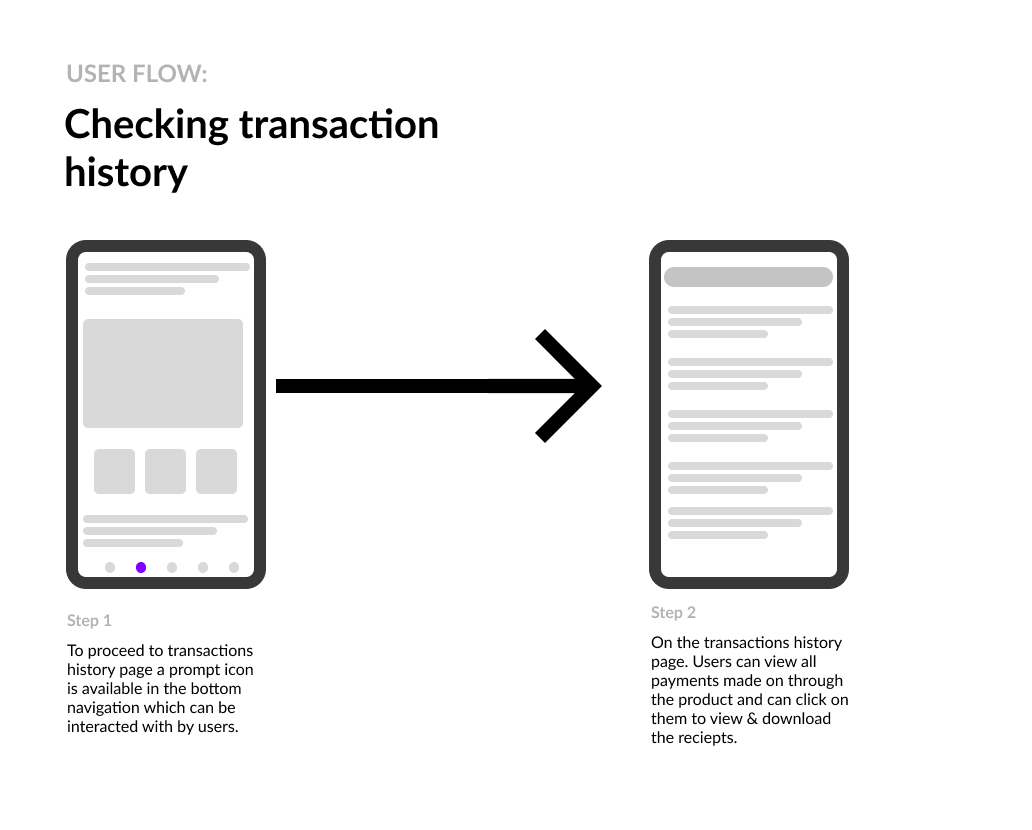 USER FLOW:
Checking transaction
history
Step 1
To proceed to transactions
history page a prompt icon
is available in the bottom
navigation which can be
interacted with by users.
Step 2
On the transactions history
page. Users can view all
payments made on through
the product and can click on
them to view & download
the reciepts.